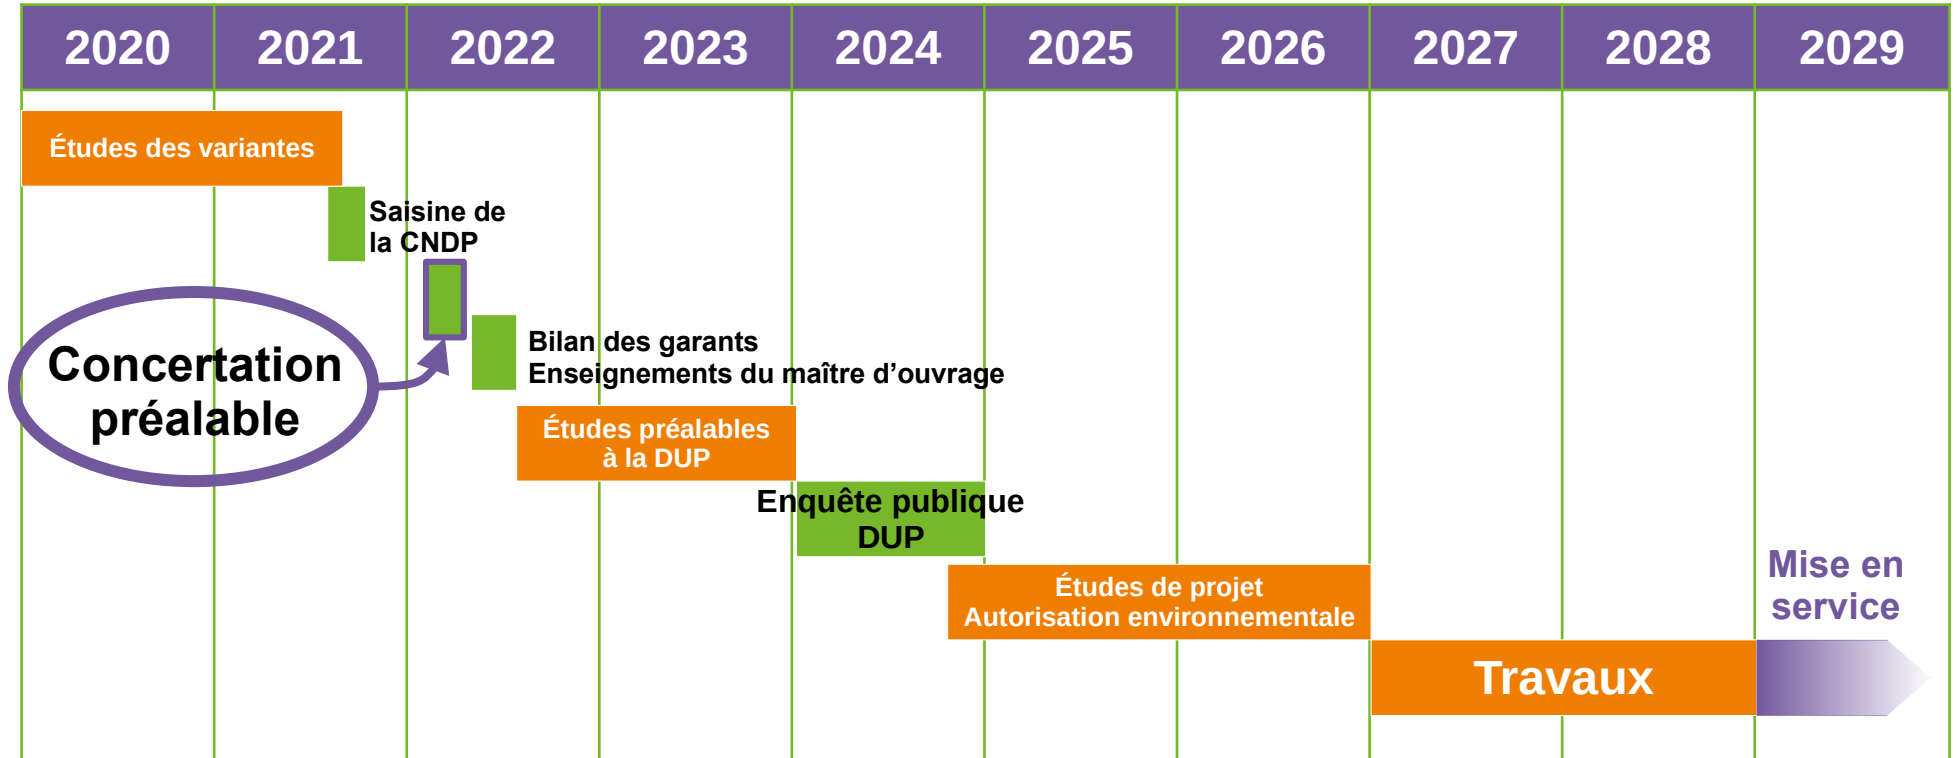 2020 2021 2022 2023 2024 2025 2026 2027 2028 2029
Études des variantes
Saisine de
la CNDP
Concertation
préalable
Bilan des garants
Enseignements du maître d’ouvrage
Études préalables
à la DUP
Enquête publique
DUP
Études de projet
Autorisation environnementale
Mise en
service
Travaux